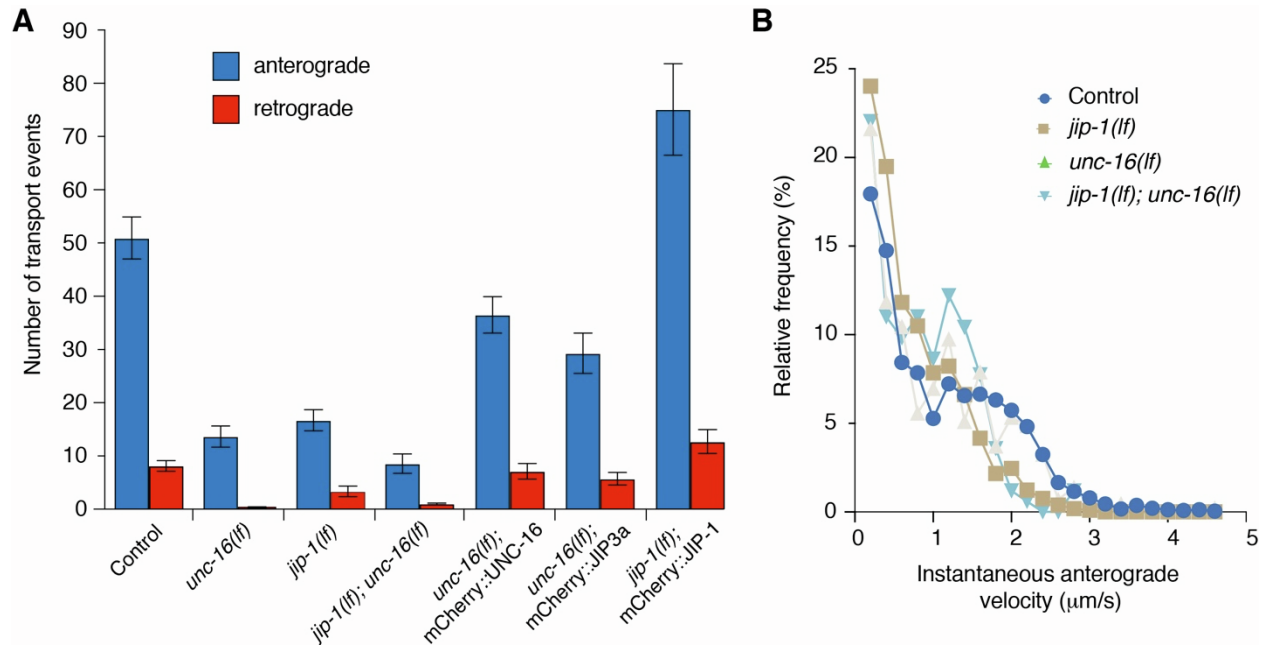 A
90
80
70
60
50
40
30
20
10
0
Number of transport events
anterograde
retrograde
Control
unc-16(lf)
jip-1(lf)
jip-1(lf); unc-16(lf)
unc-16(lf);
mCherry::UNC-16
unc-16(lf);
mCherry::JIP3a
jip-1(lf);
mCherry::JIP-1
B
25
20
15
10
5
0
Relative frequency (%)
Control
jip-1(lf)
unc-16(lf)
jip-1(lf); unc-16(lf)
0 1 2 3 4 5
Instantaneous anterograde
velocity (μm/s)